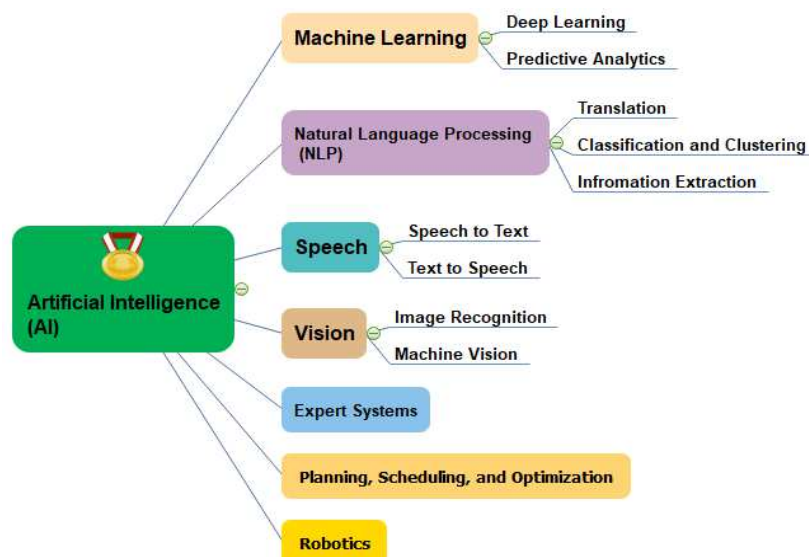 Machine Learning
Deep Learning
Predictive Analytics
Natural Language Processing
(NLP)
Translation
Classification and Clustering
Infromation Extraction
Artificial Intelligence
(AI)
Speech
Speech to Text
Text to Speech
Vision
Image Recognition
Machine Vision
Expert Systems
Planning, Scheduling, and Optimization
Robotics